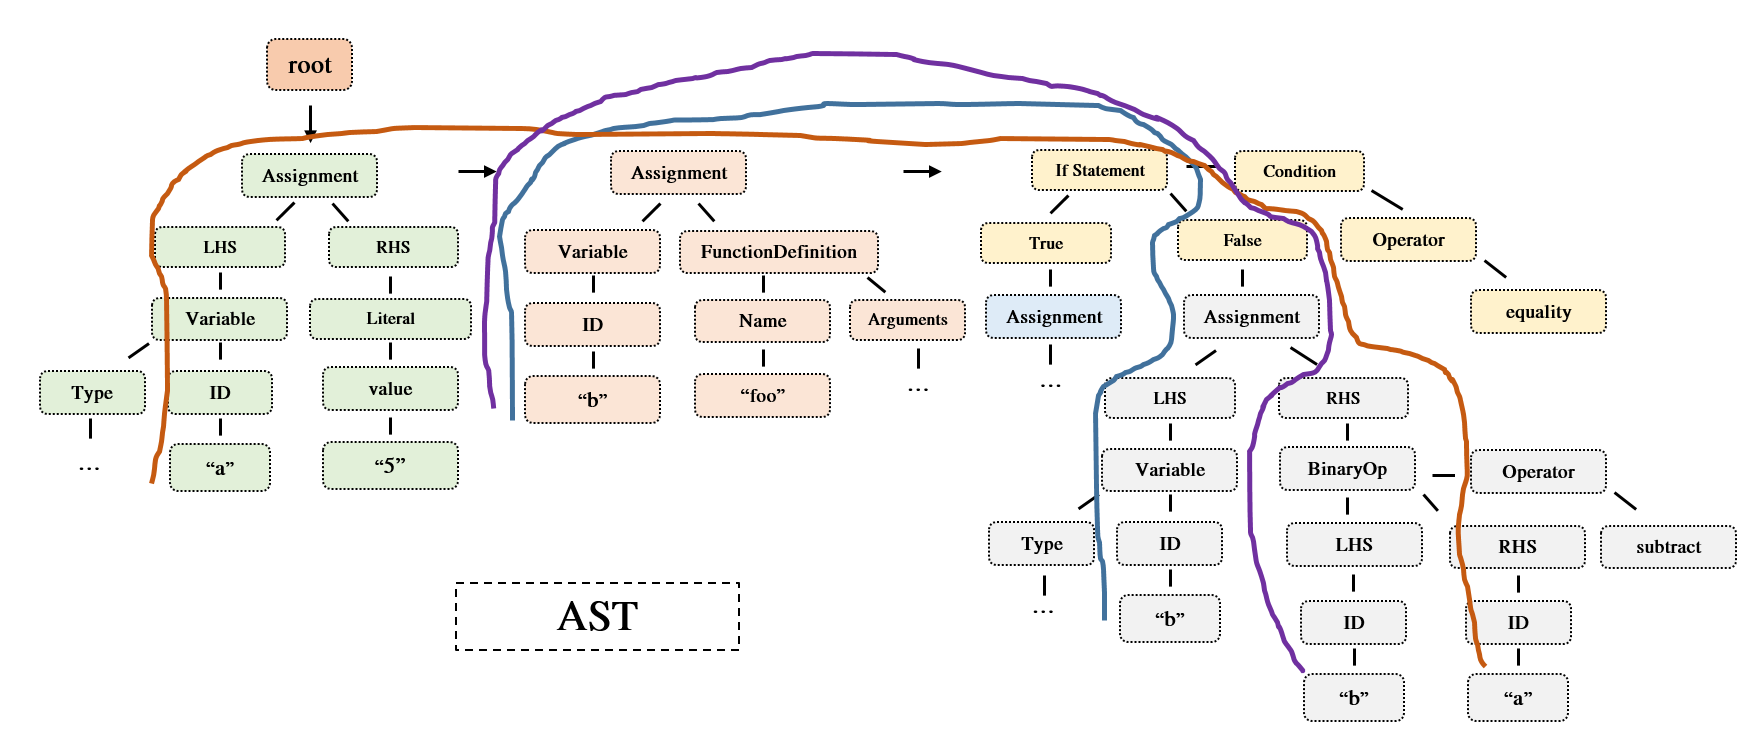 root
Assignment
Assignment
If Statement
Condition
LHS
RHS
Variable
FunctionDefinition
True
False
Operator
Variable
Literal
ID
Name
Arguments
Assignment
Assignment
equality
Type
ID
value
“b”
“foo”
...
...
LHS
RHS
...
“a”
“5”
Variable
BinaryOp
Operator
Type
ID
LHS
RHS
subtract
AST
...
“b”
ID
ID
“b”
“a”